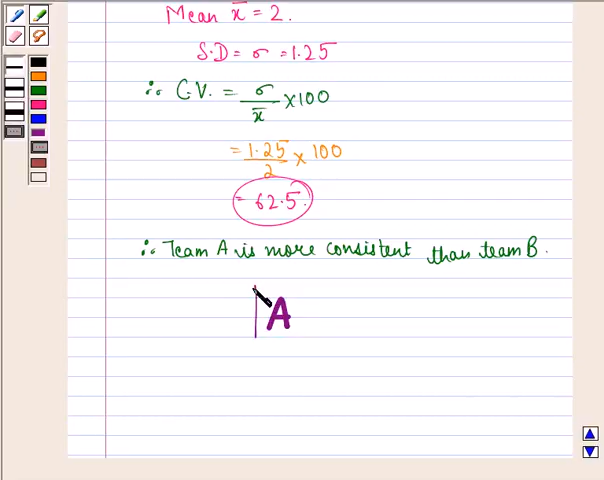 Mean x̄ = 2.
S.D = σ = 1.25
∴ C.V. = σ/x̄ × 100
= 1.25/2 × 100
= 62.5.
∴ Team A is more consistent than team B.
A